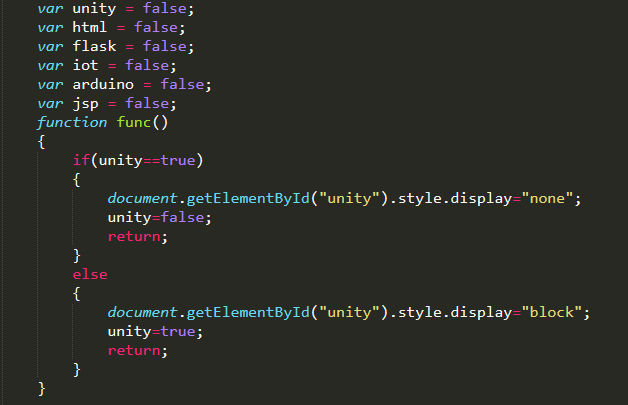 var unity = false;
var html = false;
var flask = false;
var iot = false;
var arduino = false;
var jsp = false;
function func()
{
    if(unity==true)
    {
        document.getElementById("unity").style.display="none";
        unity=false;
        return;
    }
    else
    {
        document.getElementById("unity").style.display="block";
        unity=true;
        return;
    }
}